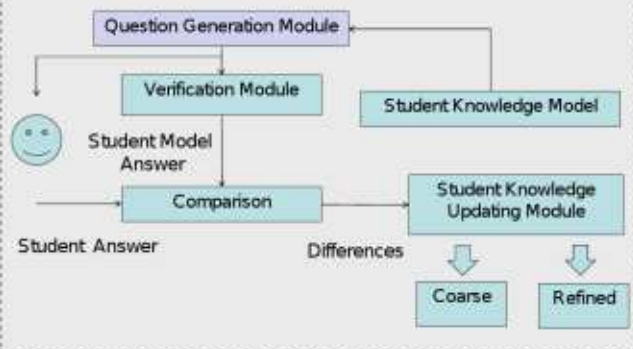 Question Generation Module
Verification Module
Student Knowledge Model
Student Model
Answer
Student Knowledge
Updating Module
Comparison
Student Answer
Differences
Coarse
Refined